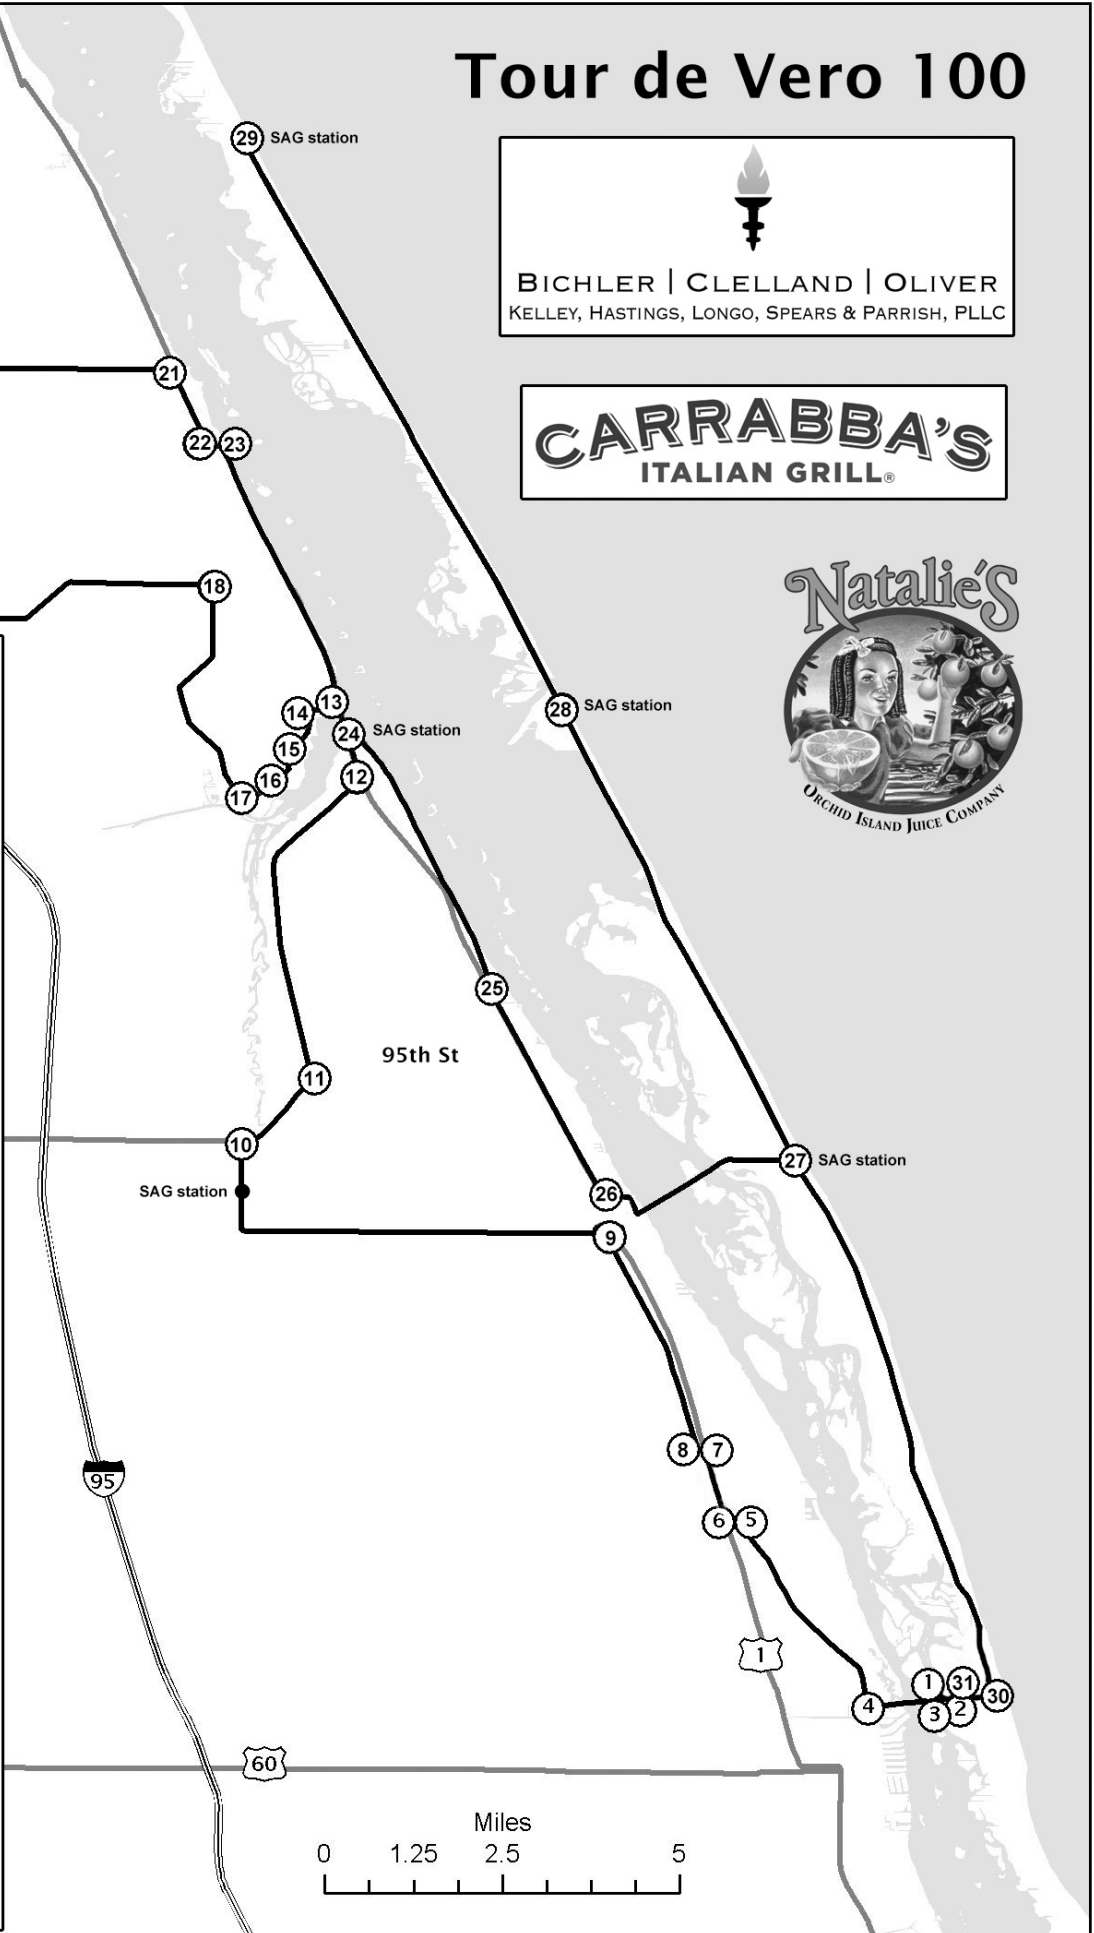 Tour de Vero 100
29 SAG station
BICHLER | CLELLAND | OLIVER
KELLEY, HASTINGS, LONGO, SPEARS & PARRISH, PLLC
21
CARRABBA'S
ITALIAN GRILL®
22 23
18
NATALIE'S
ORCHID ISLAND JUICE COMPANY
28 SAG station
13
14
24 SAG station
15
12
16
17
25
95th St
11
10
27 SAG station
SAG station
26
9
8 7
95
6 5
1
1 31
30
4
3 2
60
Miles
0 1.25 2.5 5